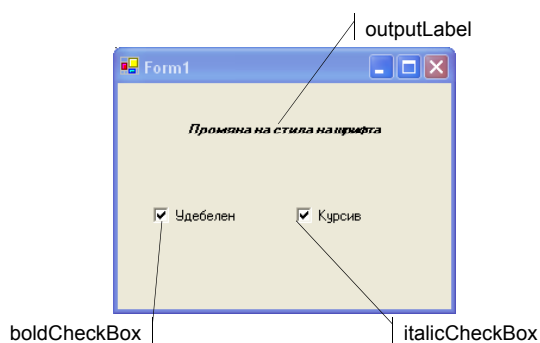 outputLabel
Form1
Промяна на стила на шрифта
Удебелен Курсив
boldCheckBox italicCheckBox